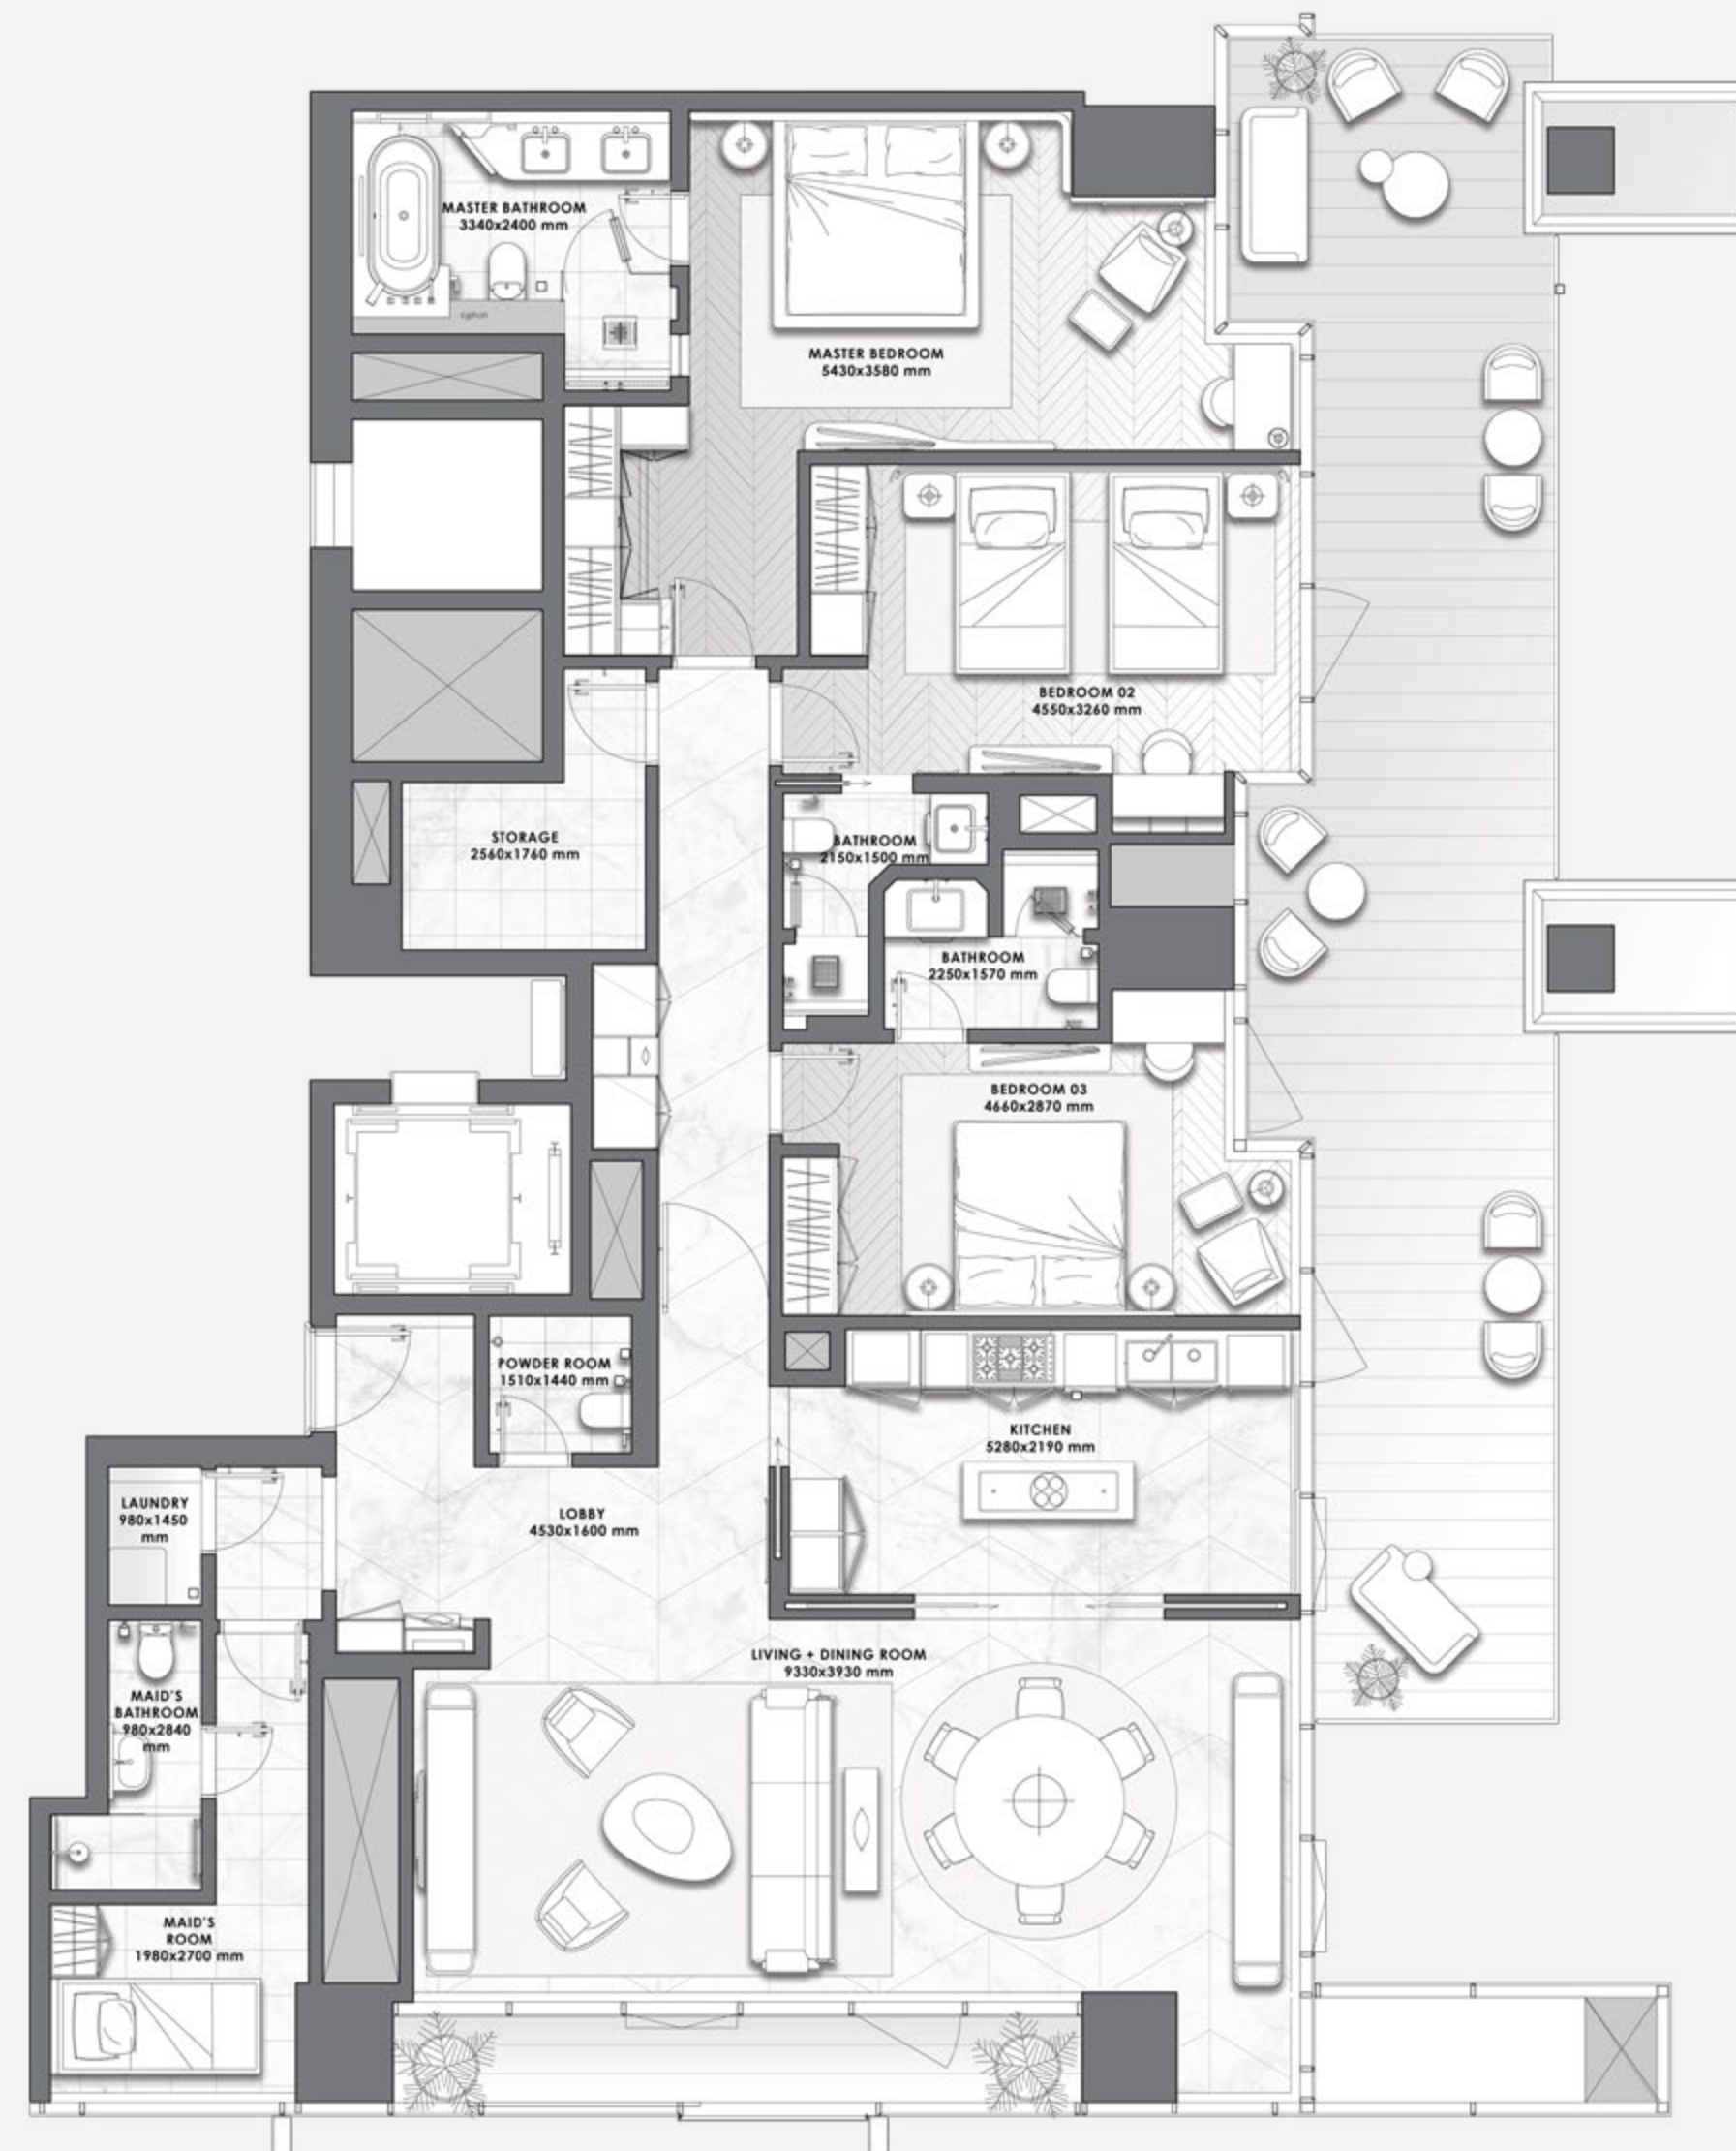 MASTER BATHROOM
3340x2400 mm
syphon
MASTER BEDROOM
5430x3580 mm
BEDROOM 02
4550x3260 mm
STORAGE
2560x1760 mm
BATHROOM
2150x1500 mm
BATHROOM
2250x1570 mm
BEDROOM 03
4660x2870 mm
POWDER ROOM
1510x1440 mm
KITCHEN
5280x2190 mm
LAUNDRY
980x1450
mm
LOBBY
4530x1600 mm
LIVING + DINING ROOM
9330x3930 mm
MAID'S
BATHROOM
980x2840
mm
MAID'S
ROOM
1980x2700 mm